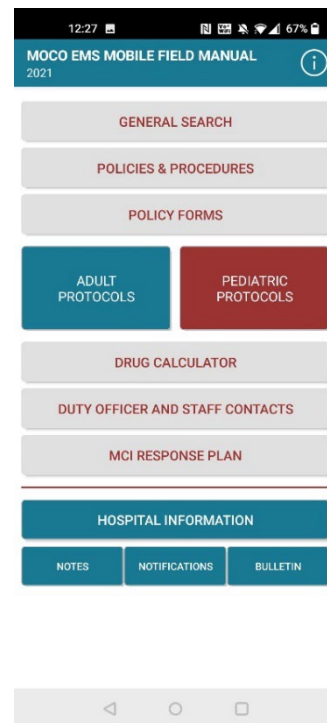 12:27 67%
MOCO EMS MOBILE FIELD MANUAL
2021
GENERAL SEARCH
POLICIES & PROCEDURES
POLICY FORMS
ADULT
PROTOCOLS
PEDIATRIC
PROTOCOLS
DRUG CALCULATOR
DUTY OFFICER AND STAFF CONTACTS
MCI RESPONSE PLAN
HOSPITAL INFORMATION
NOTES NOTIFICATIONS BULLETIN